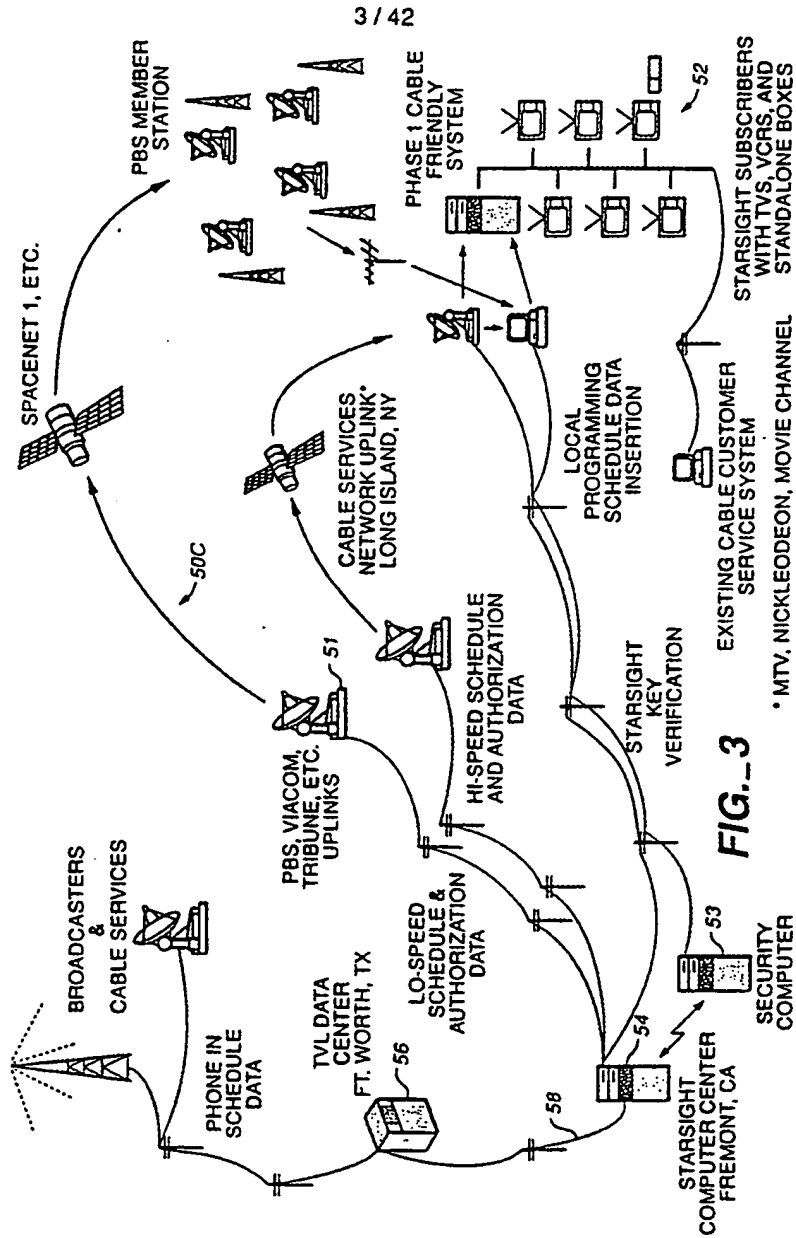 3 / 42
BROADCASTERS
&
CABLE SERVICES
PHONE IN
SCHEDULE
DATA
TVL DATA
CENTER
FT. WORTH, TX
56
58
STARSIGHT
COMPUTER CENTER
FREMONT, CA
54
53
SECURITY
COMPUTER
LO-SPEED
SCHEDULE &
AUTHORIZATION
DATA
PBS, VIACOM,
TRIBUNE, ETC.
UPLINKS
51
50C
SPACENET 1, ETC.
HI-SPEED SCHEDULE
AND AUTHORIZATION
DATA
CABLE SERVICES
NETWORK UPLINK*
LONG ISLAND, NY
PBS MEMBER
STATION
PHASE 1 CABLE
FRIENDLY
SYSTEM
52
LOCAL
PROGRAMMING
SCHEDULE DATA
INSERTION
STARSIGHT
KEY
VERIFICATION
EXISTING CABLE CUSTOMER
SERVICE SYSTEM
STARSIGHT SUBSCRIBERS
WITH TVS, VCRS, AND
STANDALONE BOXES
* MTV, NICKLEODEON, MOVIE CHANNEL
FIG._3